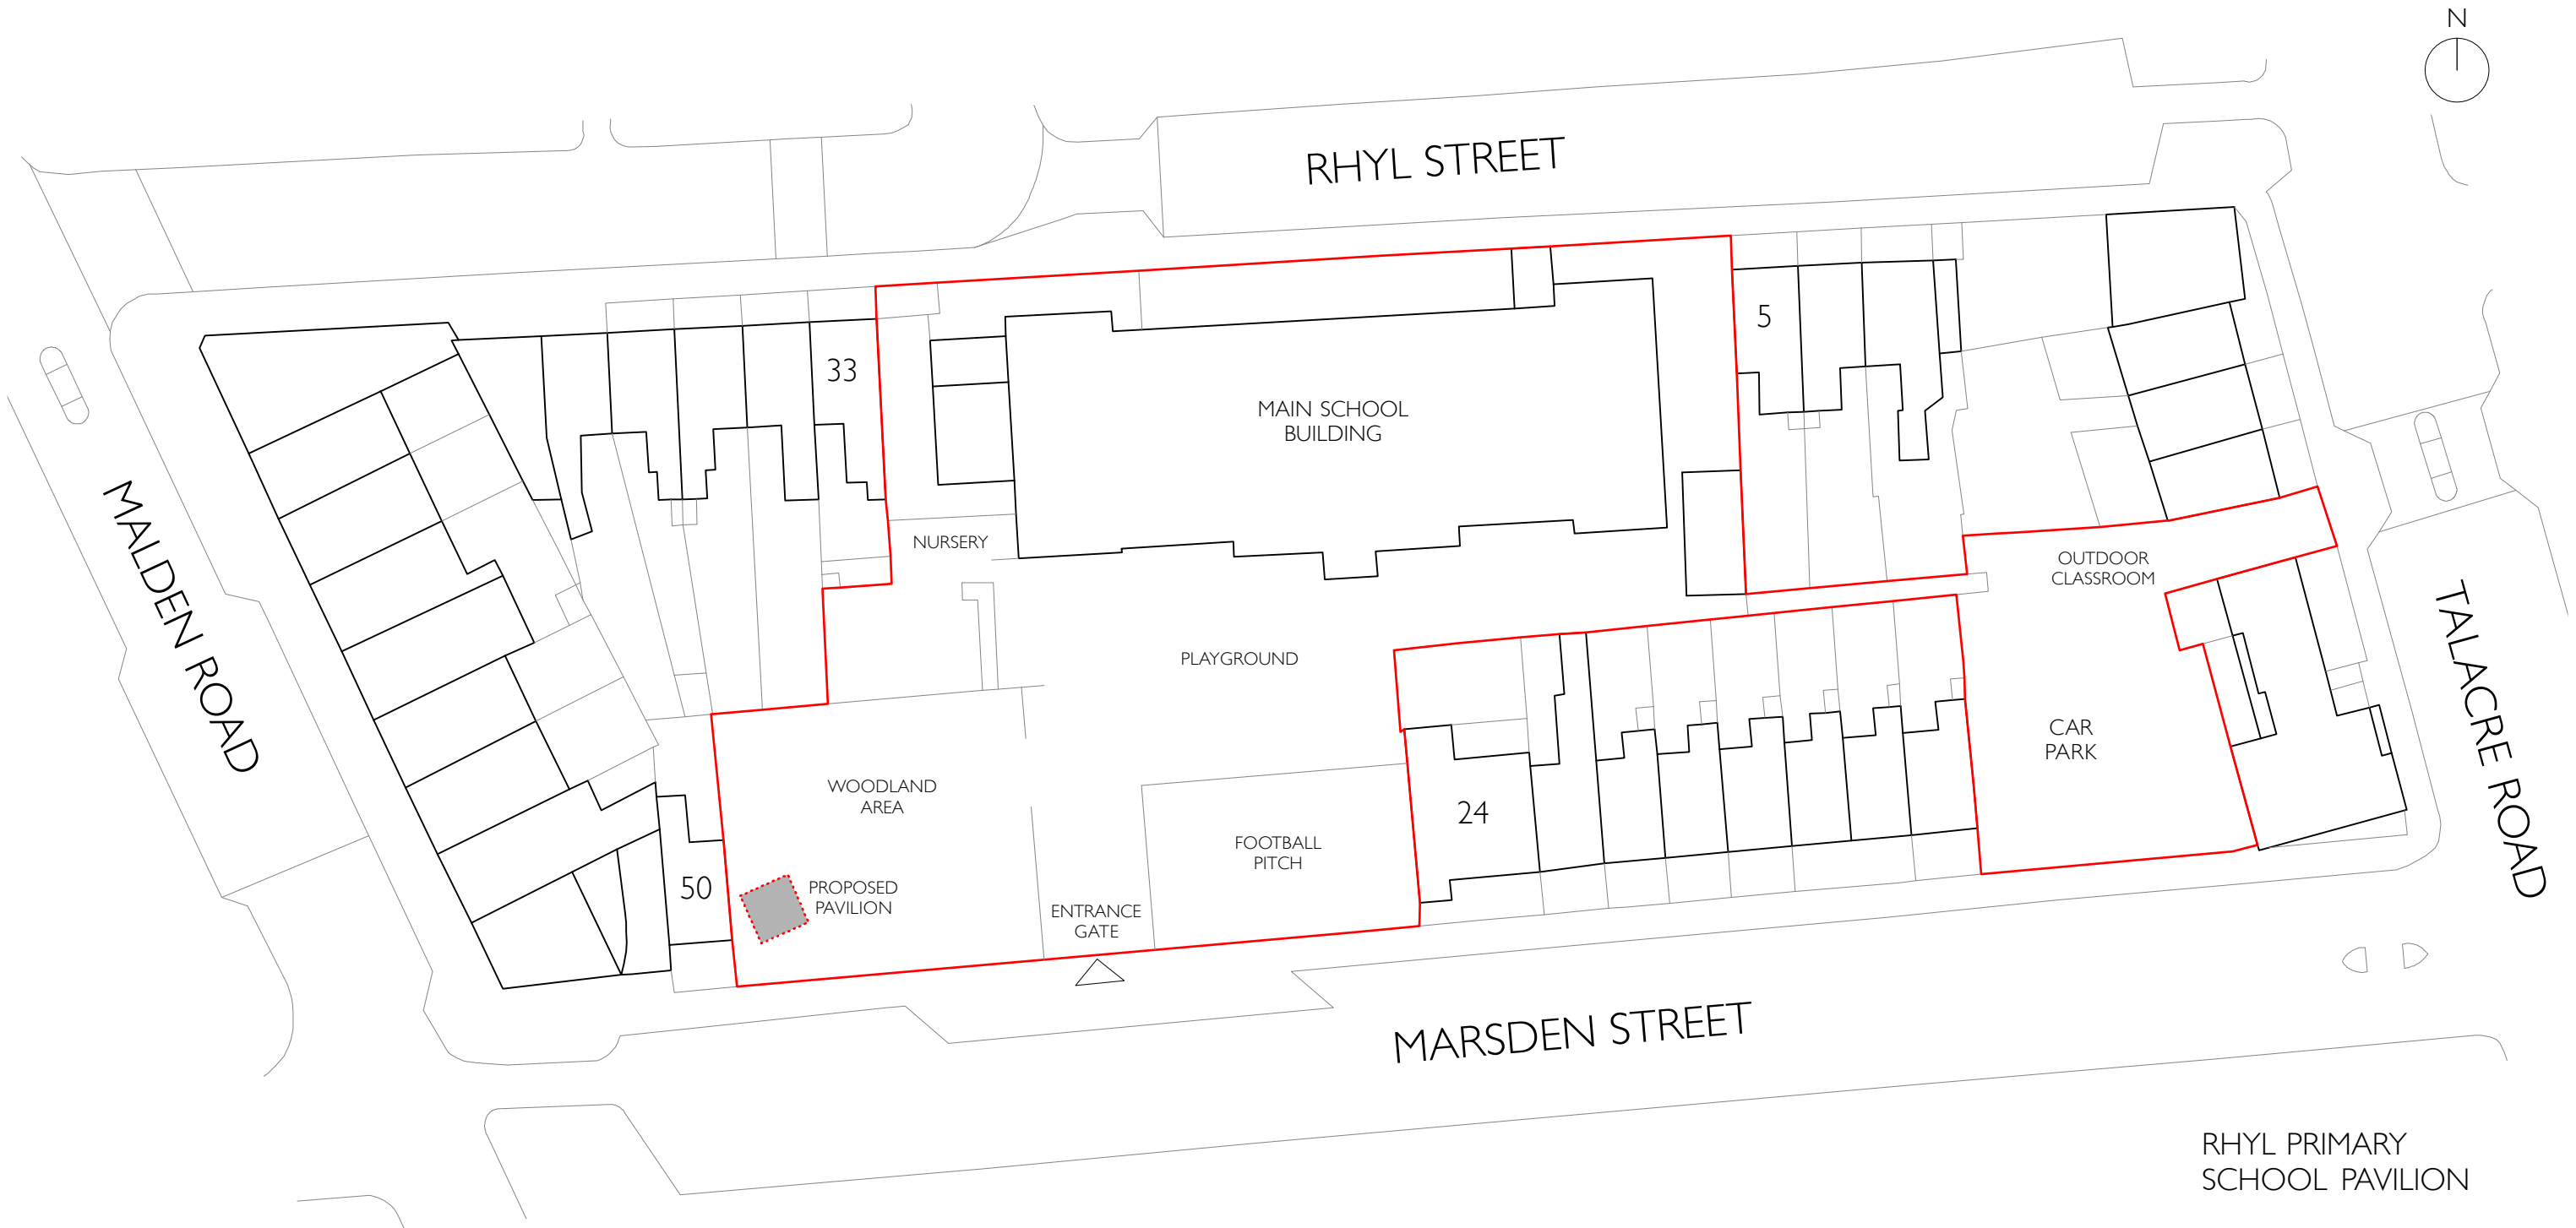 N
RHYL STREET
5
33
MAIN SCHOOL
BUILDING
NURSERY
OUTDOOR
CLASSROOM
MALDEN ROAD
PLAYGROUND
TALACRE ROAD
CAR
PARK
WOODLAND
AREA
24
FOOTBALL
PITCH
50
PROPOSED
PAVILION
ENTRANCE
GATE
MARSDEN STREET
RHYL PRIMARY
SCHOOL PAVILION